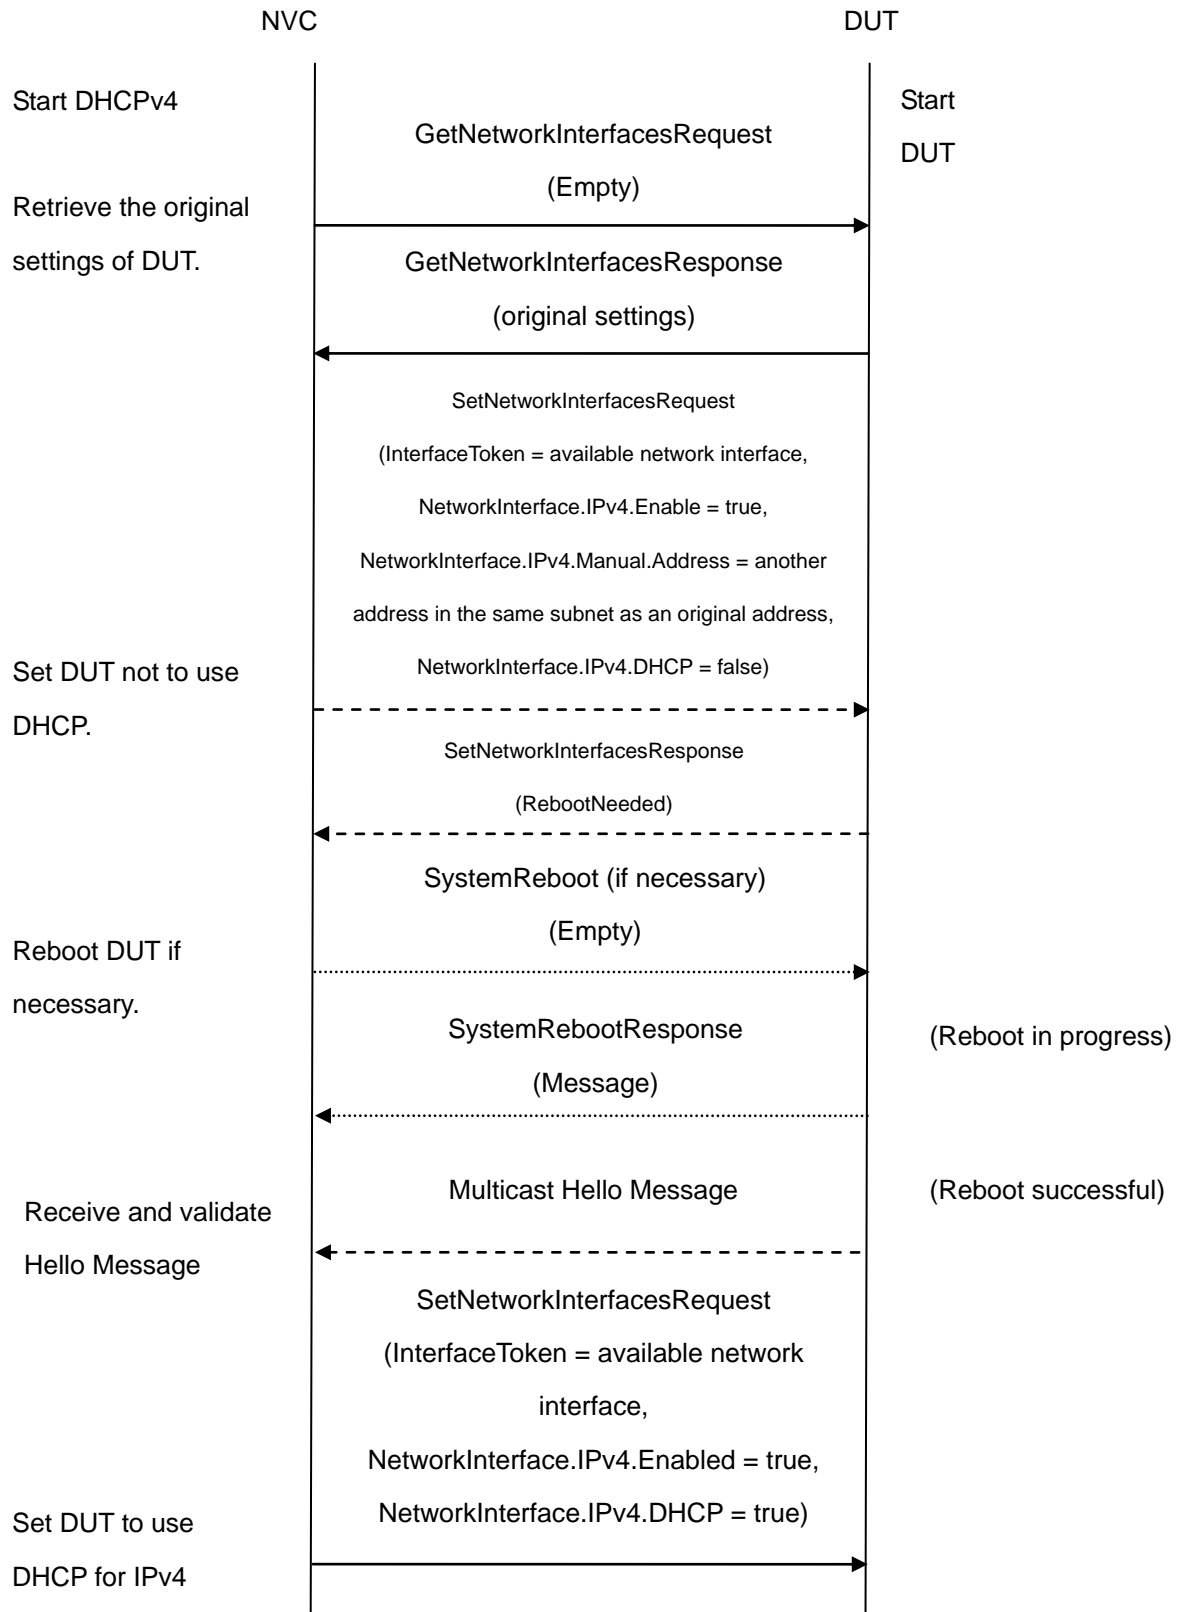 NVC
DUT
Start DHCPv4
Start
DUT
GetNetworkInterfacesRequest
(Empty)
Retrieve the original
settings of DUT.
GetNetworkInterfacesResponse
(original settings)
SetNetworkInterfacesRequest
(InterfaceToken = available network interface,
NetworkInterface.IPv4.Enable = true,
NetworkInterface.IPv4.Manual.Address = another
address in the same subnet as an original address,
NetworkInterface.IPv4.DHCP = false)
Set DUT not to use
DHCP.
SetNetworkInterfacesResponse
(RebootNeeded)
SystemReboot (if necessary)
(Empty)
Reboot DUT if
necessary.
SystemRebootResponse
(Message)
(Reboot in progress)
Multicast Hello Message
(Reboot successful)
Receive and validate
Hello Message
SetNetworkInterfacesRequest
(InterfaceToken = available network
interface,
NetworkInterface.IPv4.Enabled = true,
NetworkInterface.IPv4.DHCP = true)
Set DUT to use
DHCP for IPv4